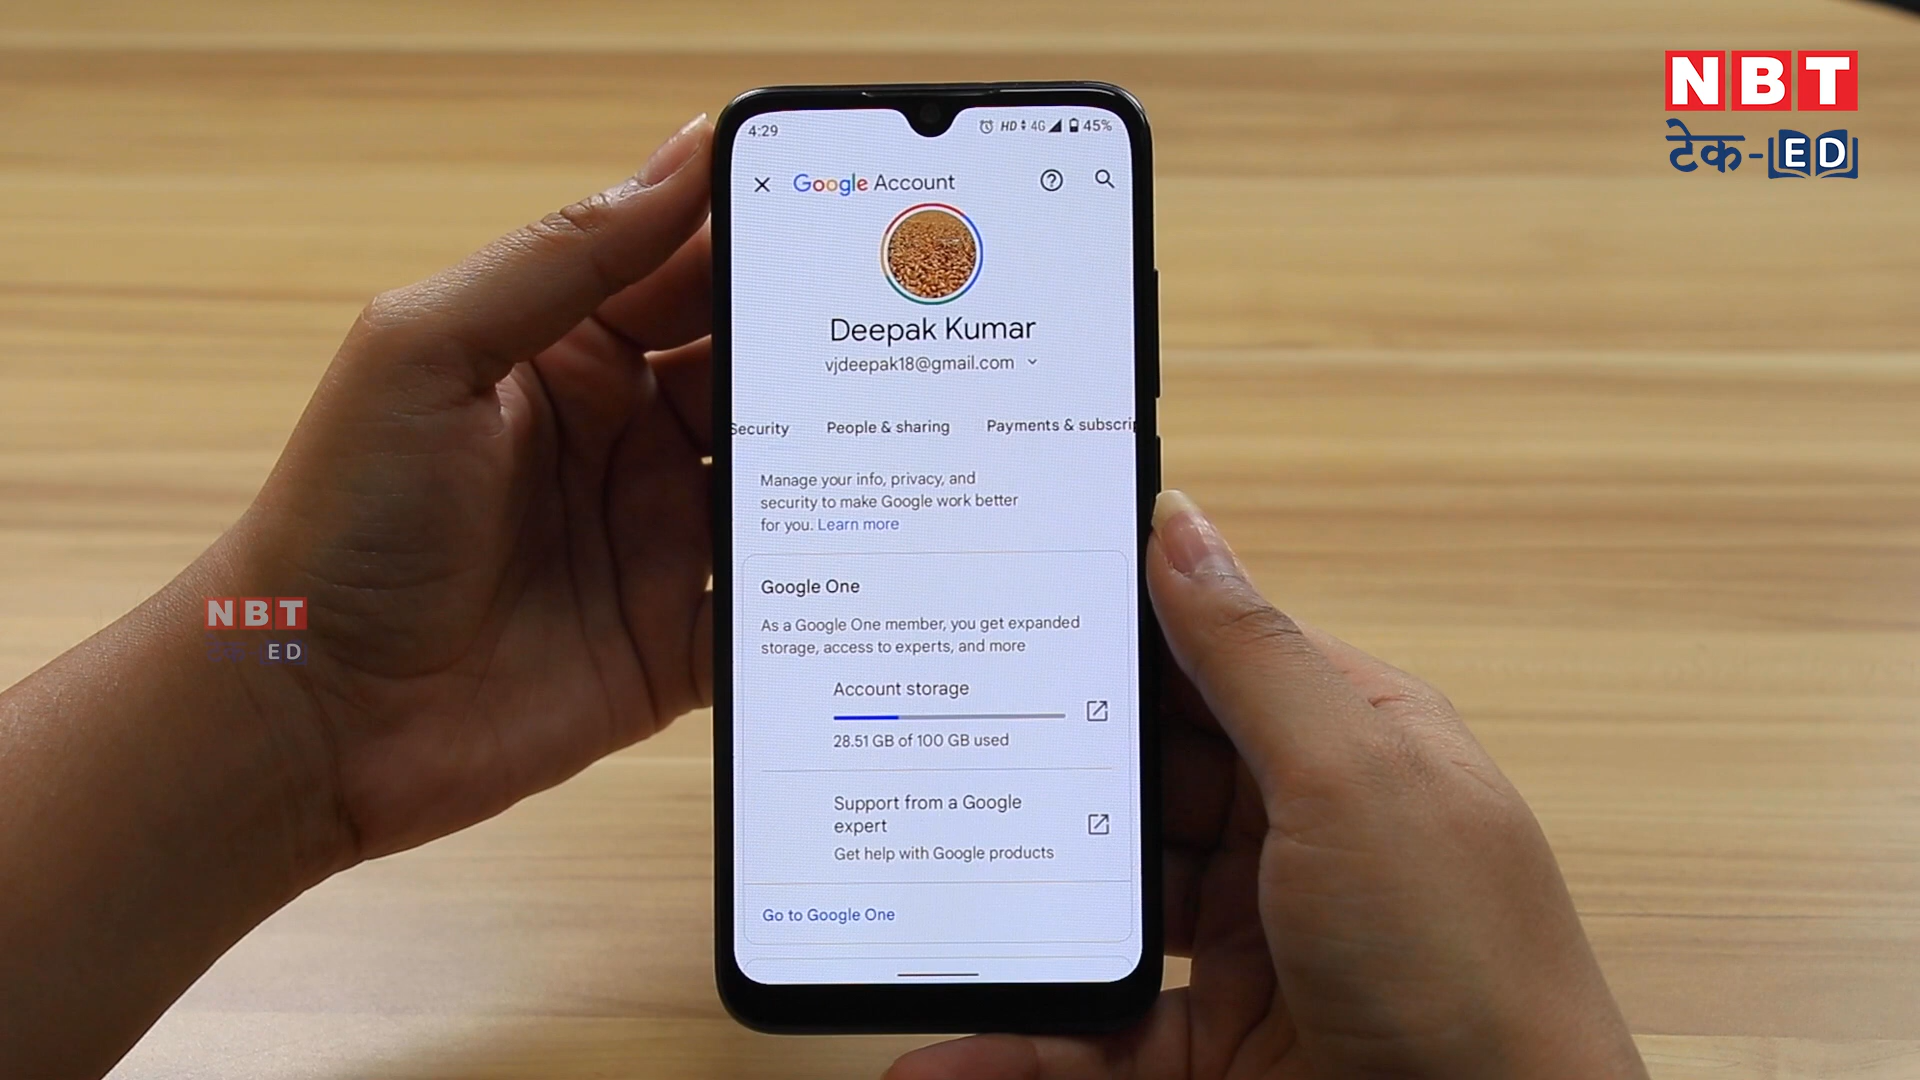 NBT
टेक-ED
4:29
HD 4G 45%
Google Account
Deepak Kumar
vjdeepak18@gmail.com
Security People & sharing Payments & subscrip
Manage your info, privacy, and
security to make Google work better
for you. Learn more
Google One
As a Google One member, you get expanded
storage, access to experts, and more
Account storage
28.51 GB of 100 GB used
Support from a Google
expert
Get help with Google products
Go to Google One
NBT
टेक-ED